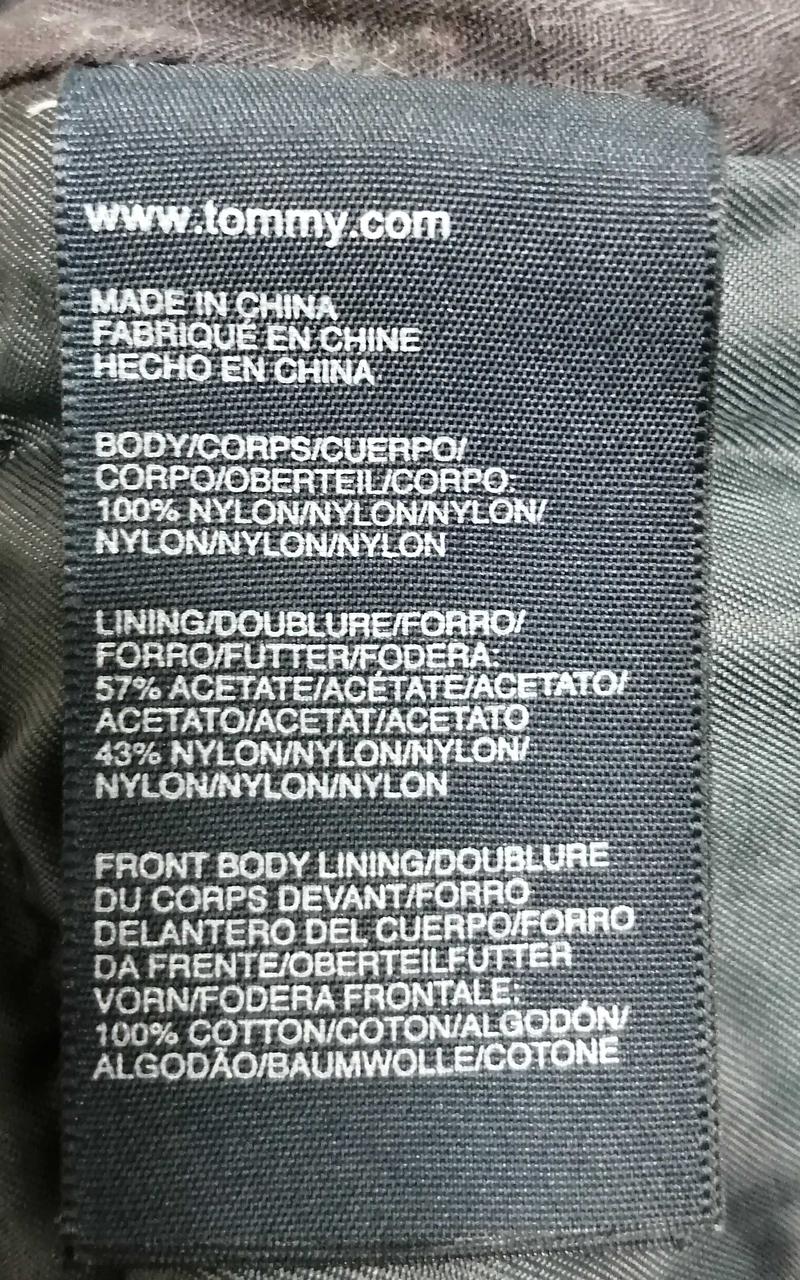 www.tommy.com
MADE IN CHINA
FABRIQUÉ EN CHINE
HECHO EN CHINA
BODY/CORPS/CUERPO/
CORPO/OBERTEIL/CORPO:
100% NYLON/NYLON/NYLON/
NYLON/NYLON/NYLON
LINING/DOUBLURE/FORRO/
FORRO/FUTTER/FODERA:
57% ACETATE/ACÉTATE/ACETATO/
ACETATO/ACETAT/ACETATO
43% NYLON/NYLON/NYLON/
NYLON/NYLON/NYLON
FRONT BODY LINING/DOUBLURE
DU CORPS DEVANT/FORRO
DELANTERO DEL CUERPO/FORRO
DA FRENTE/OBERTEILFUTTER
VORN/FODERA FRONTALE:
100% COTTON/COTON/ALGODÓN/
ALGODÃO/BAUMWOLLE/COTONE